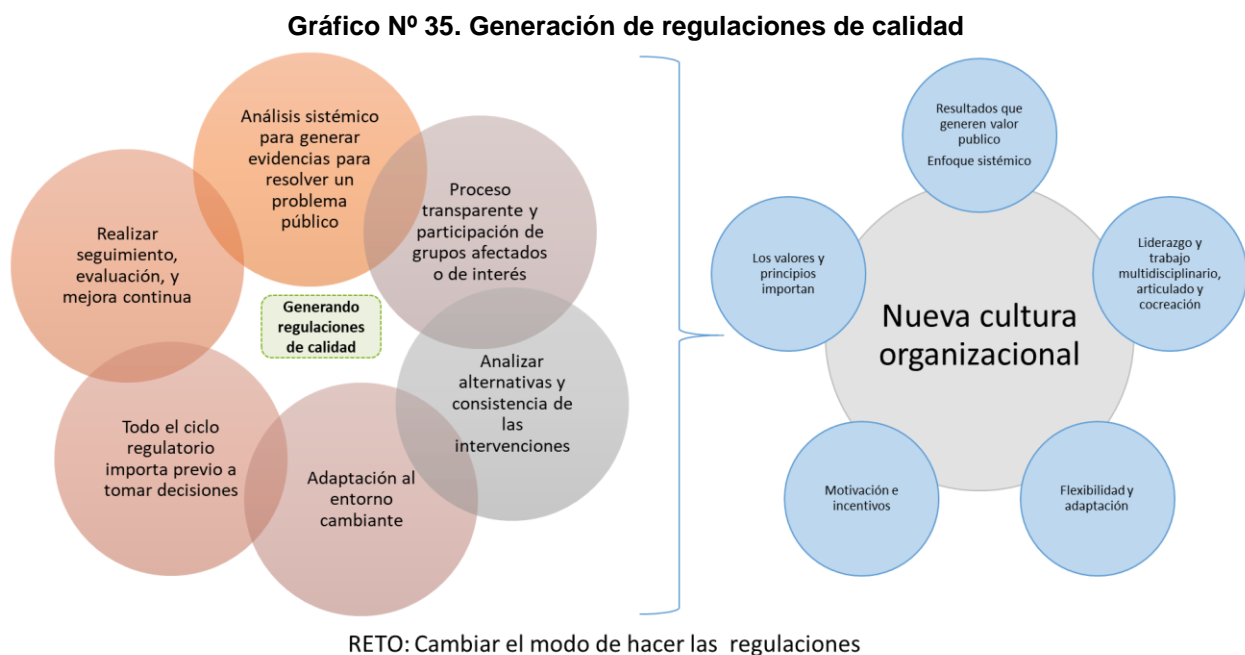 Gráfico Nº 35. Generación de regulaciones de calidad
Análisis sistémico
para generar
evidencias para
resolver un
problema
público
Proceso
transparente y
participación de
grupos afectados
o de interés
Analizar
alternativas y
consistencia de
las
intervenciones
Adaptación al
entorno
cambiante
Todo el ciclo
regulatorio
importa previo a
tomar decisiones
Realizar
seguimiento,
evaluación, y
mejora continua
Generando
regulaciones
de calidad
Resultados que
generen valor
publico
Enfoque sistémico
Liderazgo y
trabajo
multidisciplinario,
articulado y
cocreación
Flexibilidad y
adaptación
Motivación e
incentivos
Los valores y
principios
importan
Nueva cultura
organizacional
RETO: Cambiar el modo de hacer las regulaciones